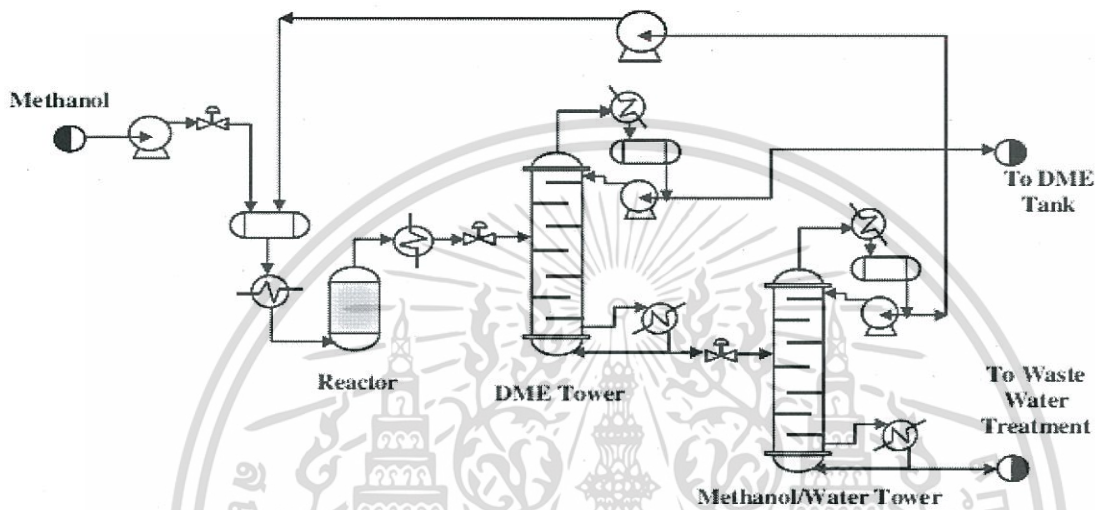 Methanol
To DME
Tank
Reactor
DME Tower
To Waste
Water
Treatment
Methanol/Water Tower